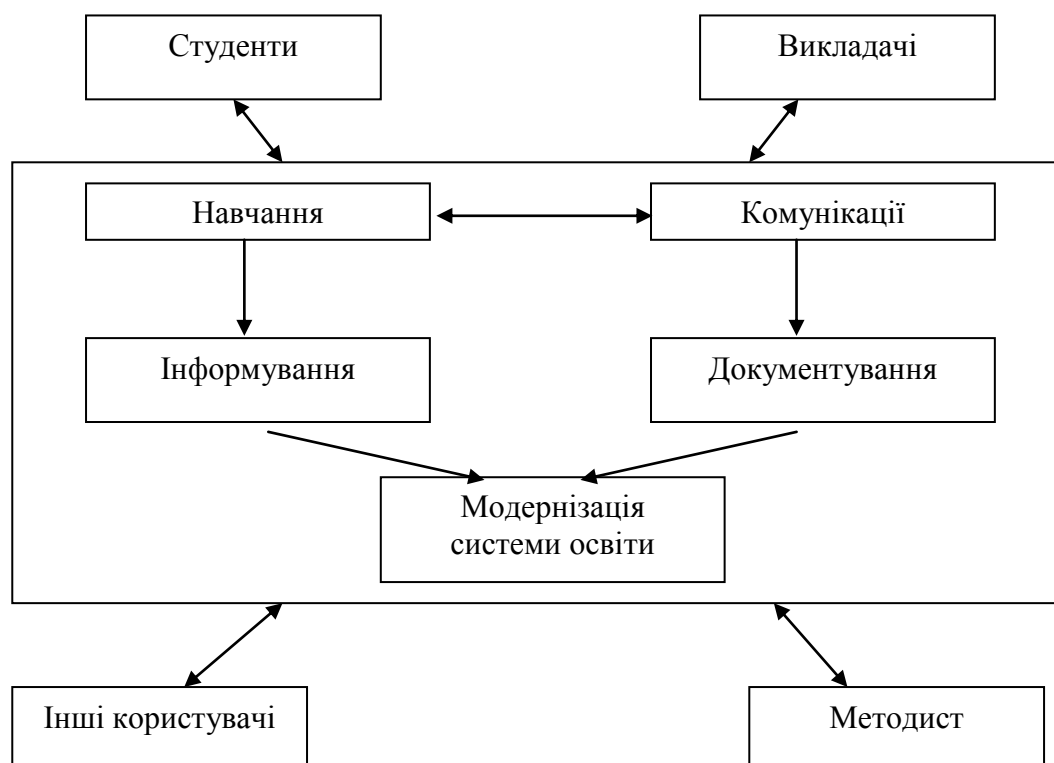 Студенти
Викладачі
Навчання
Комунікації
Інформування
Документування
Модернізація
системи освіти
Інші користувачі
Методист